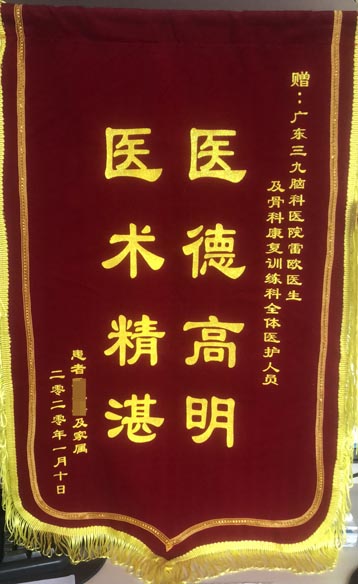 赠：广东三九脑科医院雷欧医生
及骨科康复训练科全体医护人员
医德高明
医术精湛
患者 及家属
二零二零年一月十日